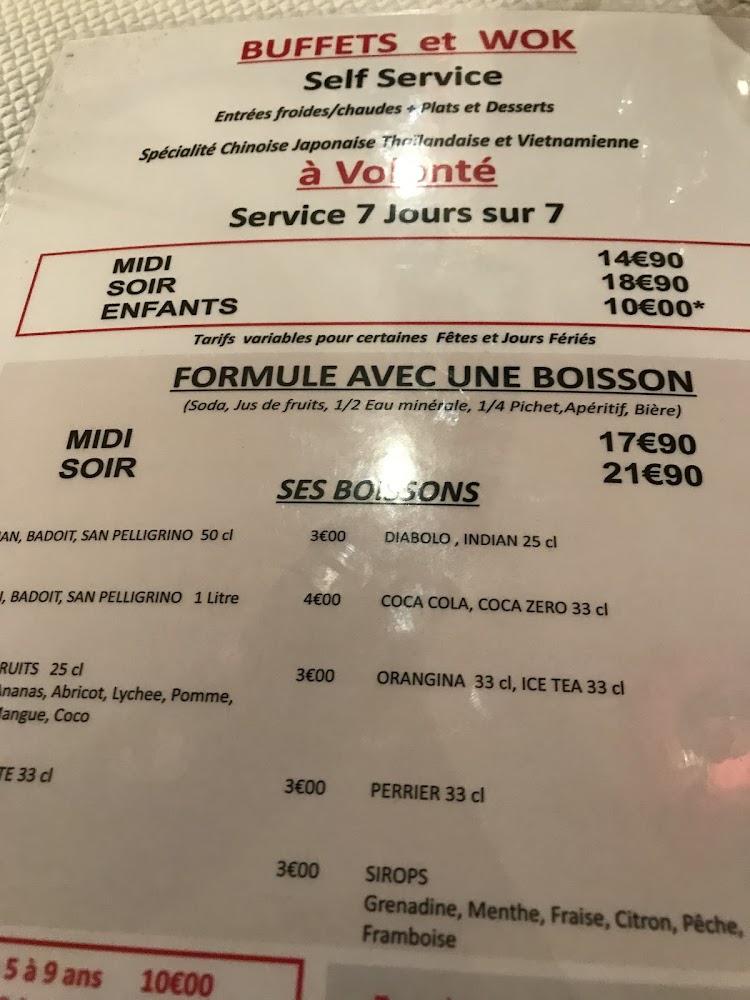 BUFFETS et WOK
Self Service
Entrées froides/chaudes + Plats et Desserts
Spécialité Chinoise Japonaise Thaïlandaise et Vietnamienne
à Volonté
Service 7 Jours sur 7
MIDI 14€90
SOIR 18€90
ENFANTS 10€00*
Tarifs variables pour certaines Fêtes et Jours Fériés
FORMULE AVEC UNE BOISSON
(Soda, Jus de fruits, 1/2 Eau minérale, 1/4 Pichet,Apéritif, Bière)
MIDI 17€90
SOIR 21€90
SES BOISSONS
AN, BADOIT, SAN PELLIGRINO 50 cl 3€00 DIABOLO , INDIAN 25 cl
, BADOIT, SAN PELLIGRINO 1 Litre 4€00 COCA COLA, COCA ZERO 33 cl
RUITS 25 cl 3€00 ORANGINA 33 cl, ICE TEA 33 cl
Ananas, Abricot, Lychee, Pomme,
angue, Coco
TE 33 cl 3€00 PERRIER 33 cl
3€00 SIROPS
Grenadine, Menthe, Fraise, Citron, Pêche,
Framboise
5 à 9 ans 10€00